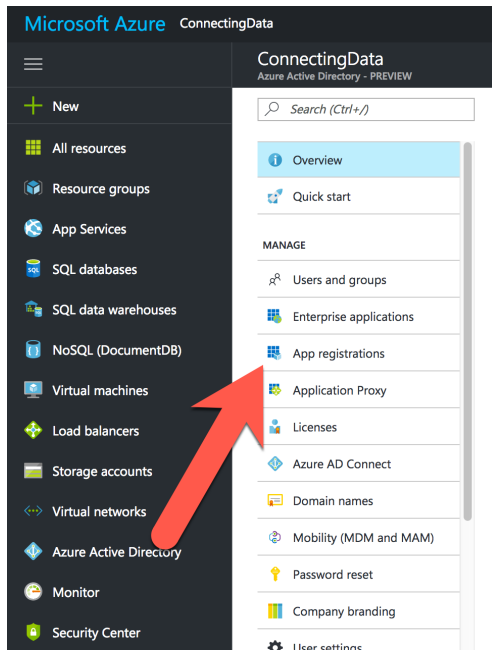 Microsoft Azure ConnectingData
ConnectingData
Azure Active Directory - PREVIEW
New
All resources
Resource groups
App Services
SQL databases
SQL data warehouses
NoSQL (DocumentDB)
Virtual machines
Load balancers
Storage accounts
Virtual networks
Azure Active Directory
Monitor
Security Center
Search (Ctrl+/)
Overview
Quick start
MANAGE
Users and groups
Enterprise applications
App registrations
Application Proxy
Licenses
Azure AD Connect
Domain names
Mobility (MDM and MAM)
Password reset
Company branding
User settings